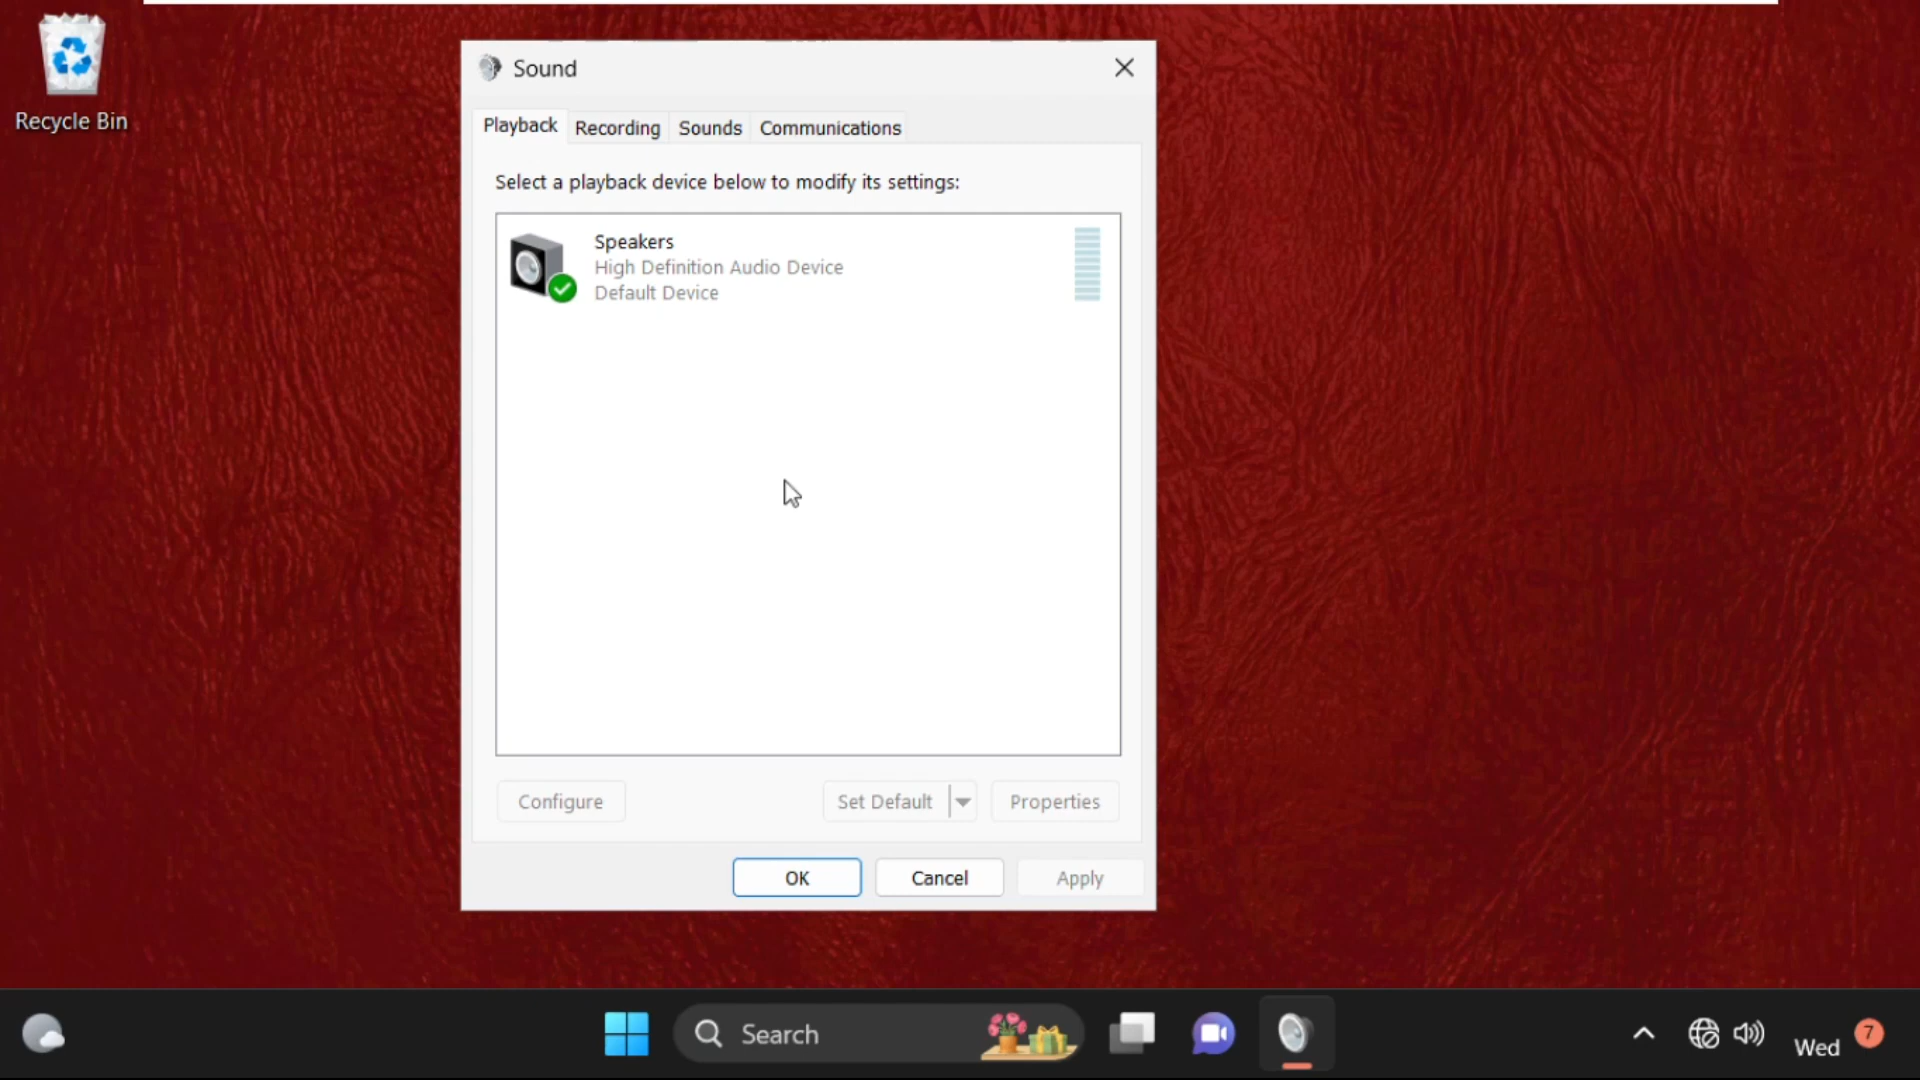 Recycle Bin
Sound
Playback
Recording
Sounds
Communications
Select a playback device below to modify its settings:
Speakers
High Definition Audio Device
Default Device
Configure
Set Default
Properties
OK
Cancel
Apply
Search
Wed
7